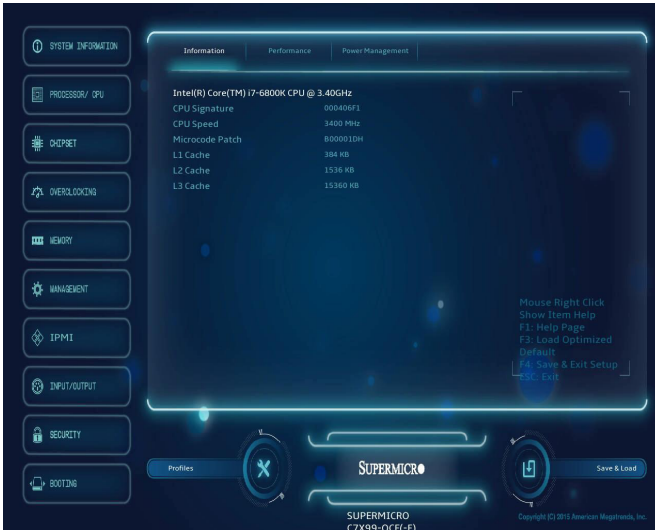 SYSTEM INFORMATION
PROCESSOR/ CPU
CHIPSET
OVERCLOCKING
MEMORY
MANAGEMENT
IPMI
INPUT/OUTPUT
SECURITY
BOOTING
Information Performance Power Management
Intel(R) Core(TM) i7-6800K CPU @ 3.40GHz
CPU Signature 000406F1
CPU Speed 3400 MHz
Microcode Patch B00001DH
L1 Cache 384 KB
L2 Cache 1536 KB
L3 Cache 15360 KB
Mouse Right Click
Show Item Help
F1: Help Page
F3: Load Optimized
Default
F4: Save & Exit Setup
ESC: Exit
Profiles
SUPERMICRO
Save & Load
SUPERMICRO
C7X99-OCE(-F)
Copyright (C) 2015 American Megatrends, Inc.